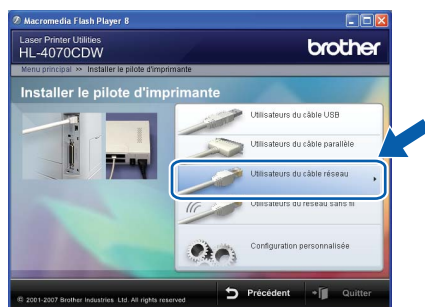 Macromedia Flash Player 8
Laser Printer Utilities
HL-4070CDW
brother
Menu principal >> Installer le pilote d'imprimante
Installer le pilote d'imprimante
Utilisateurs du câble USB
Utilisateurs du câble parallèle
Utilisateurs du câble réseau
Utilisateurs du réseau sans fil
Configuration personnalisée
© 2001-2007 Brother Industries Ltd. All rights reserved
Précédent
Quitter